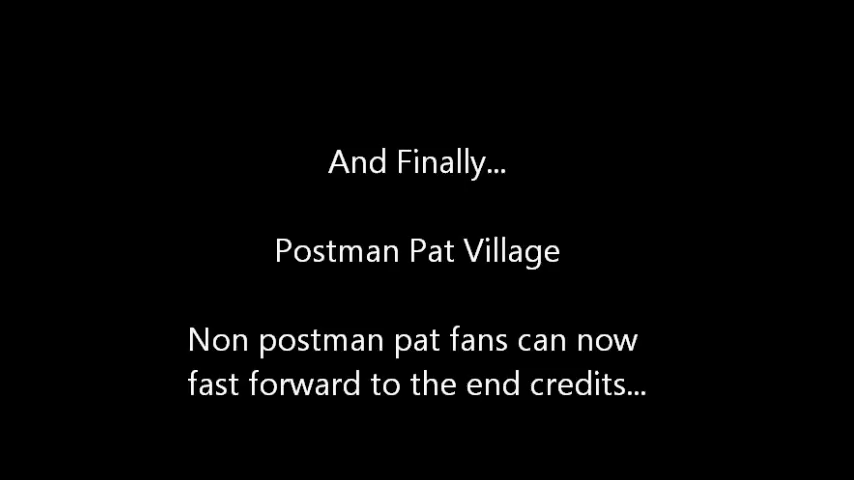 And Finally...
Postman Pat Village
Non postman pat fans can now
fast forward to the end credits...